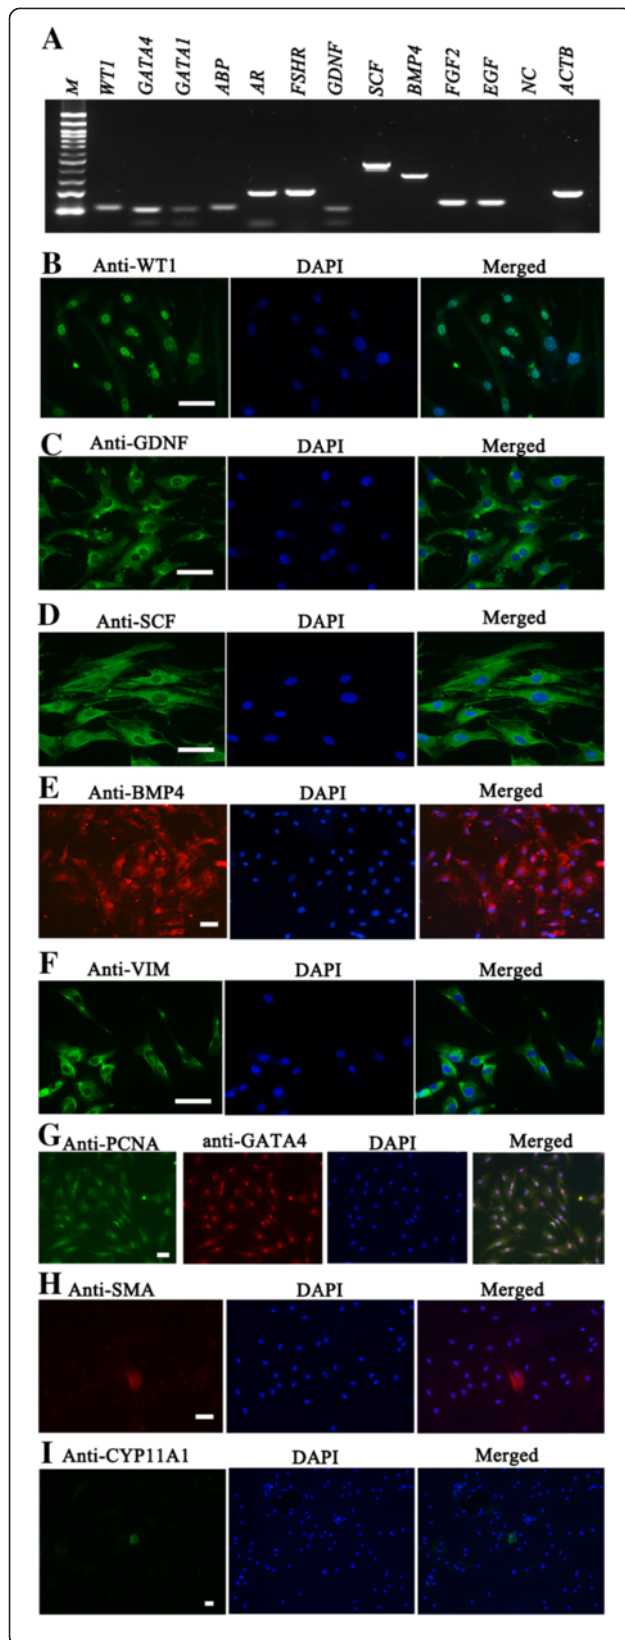 A
M WT1 GATA4 GATA1 ABP AR FSHR GDNF SCF BMP4 FGF2 EGF NC ACTB
B
Anti-WT1 DAPI Merged
C
Anti-GDNF DAPI Merged
D
Anti-SCF DAPI Merged
E
Anti-BMP4 DAPI Merged
F
Anti-VIM DAPI Merged
G
Anti-PCNA anti-GATA4 DAPI Merged
H
Anti-SMA DAPI Merged
I
Anti-CYP11A1 DAPI Merged